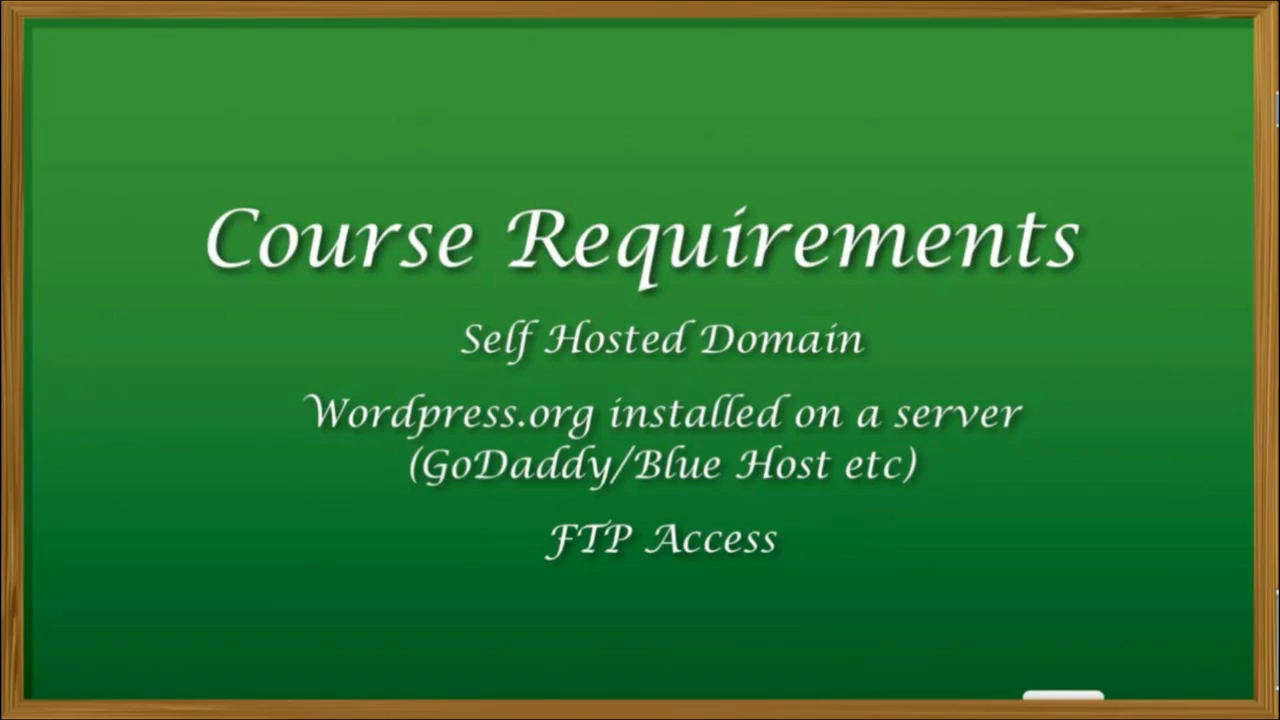 Course Requirements
Self Hosted Domain
Wordpress.org installed on a server
(GoDaddy/Blue Host etc)
FTP Access